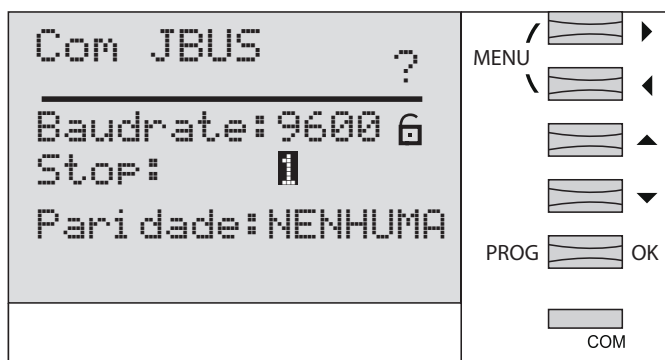 Com JBUS ?
Baudrate:9600
Stop: 1
Paridade:NENHUMA
MENU
PROG OK
COM